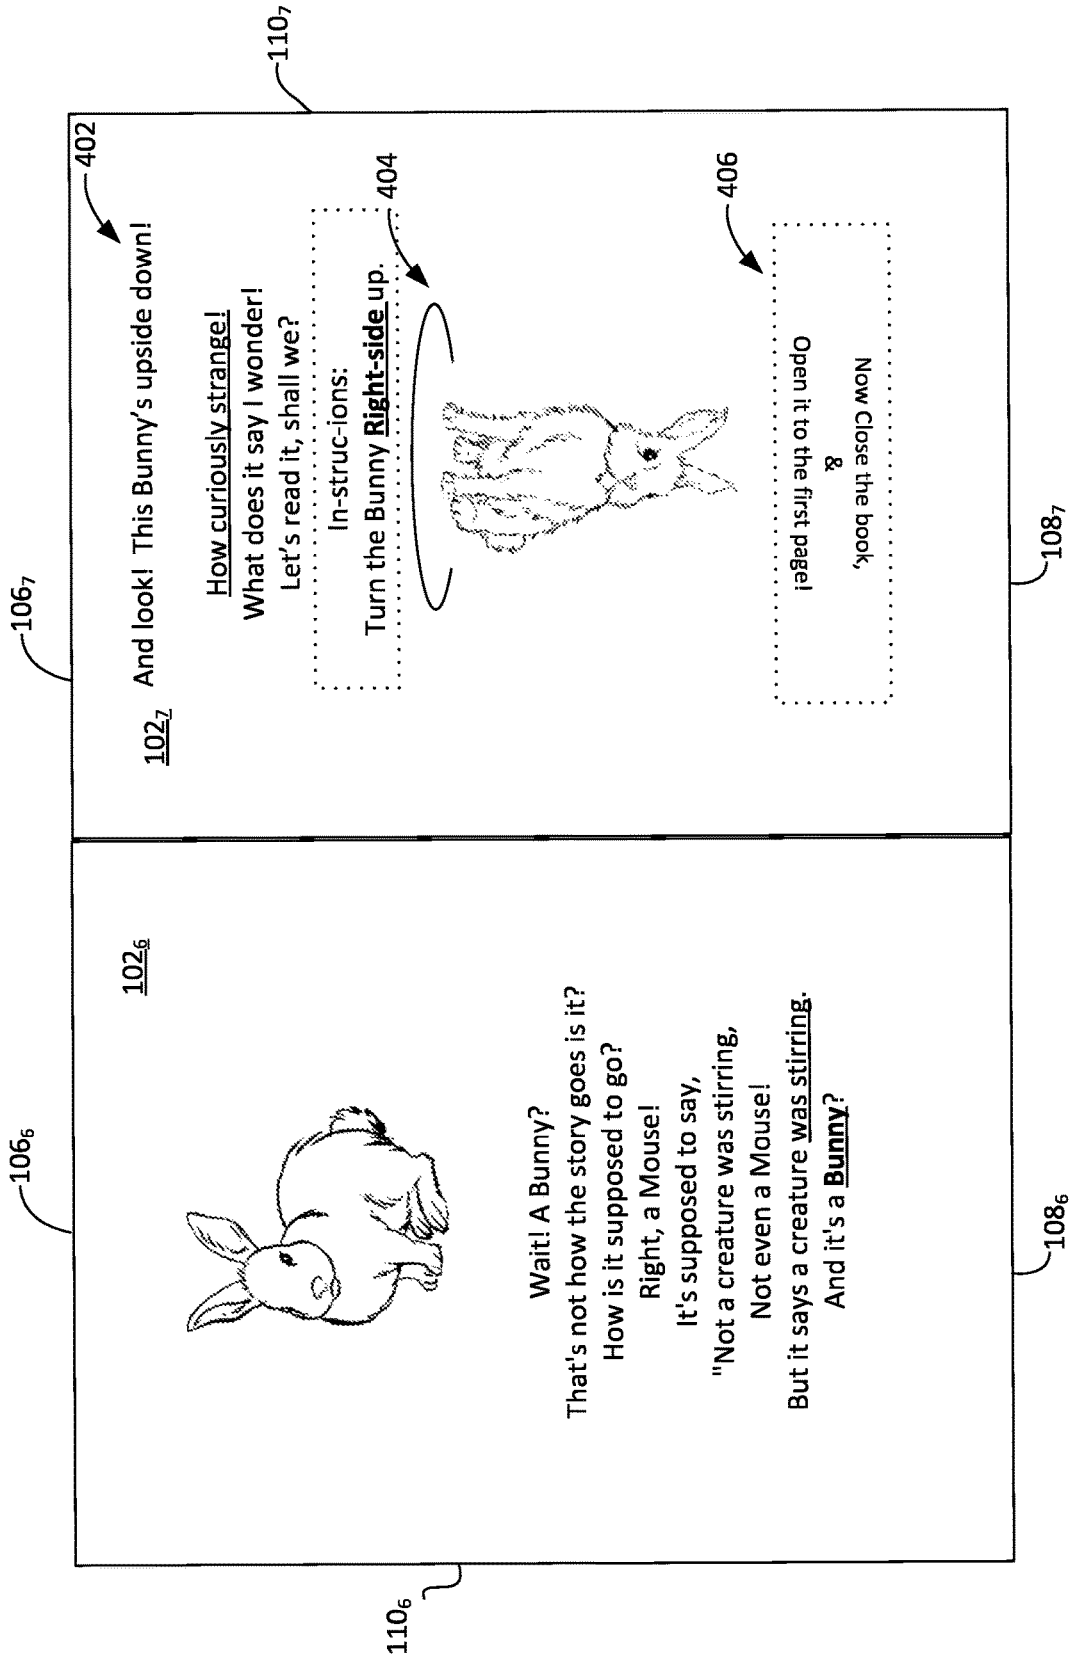 106₆
106₇
110₆
102₆
Wait! A Bunny?
That's not how the story goes is it?
How is it supposed to go?
Right, a Mouse!
It's supposed to say,
"Not a creature was stirring,
Not even a Mouse!
But it says a creature was stirring.
And it's a Bunny?
108₆
102₇
And look! This Bunny's upside down!
402
How curiously strange!
What does it say I wonder!
Let's read it, shall we?
In-struc-ions:
Turn the Bunny Right-side up.
404
110₇
406
Now Close the book,
&
Open it to the first page!
108₇